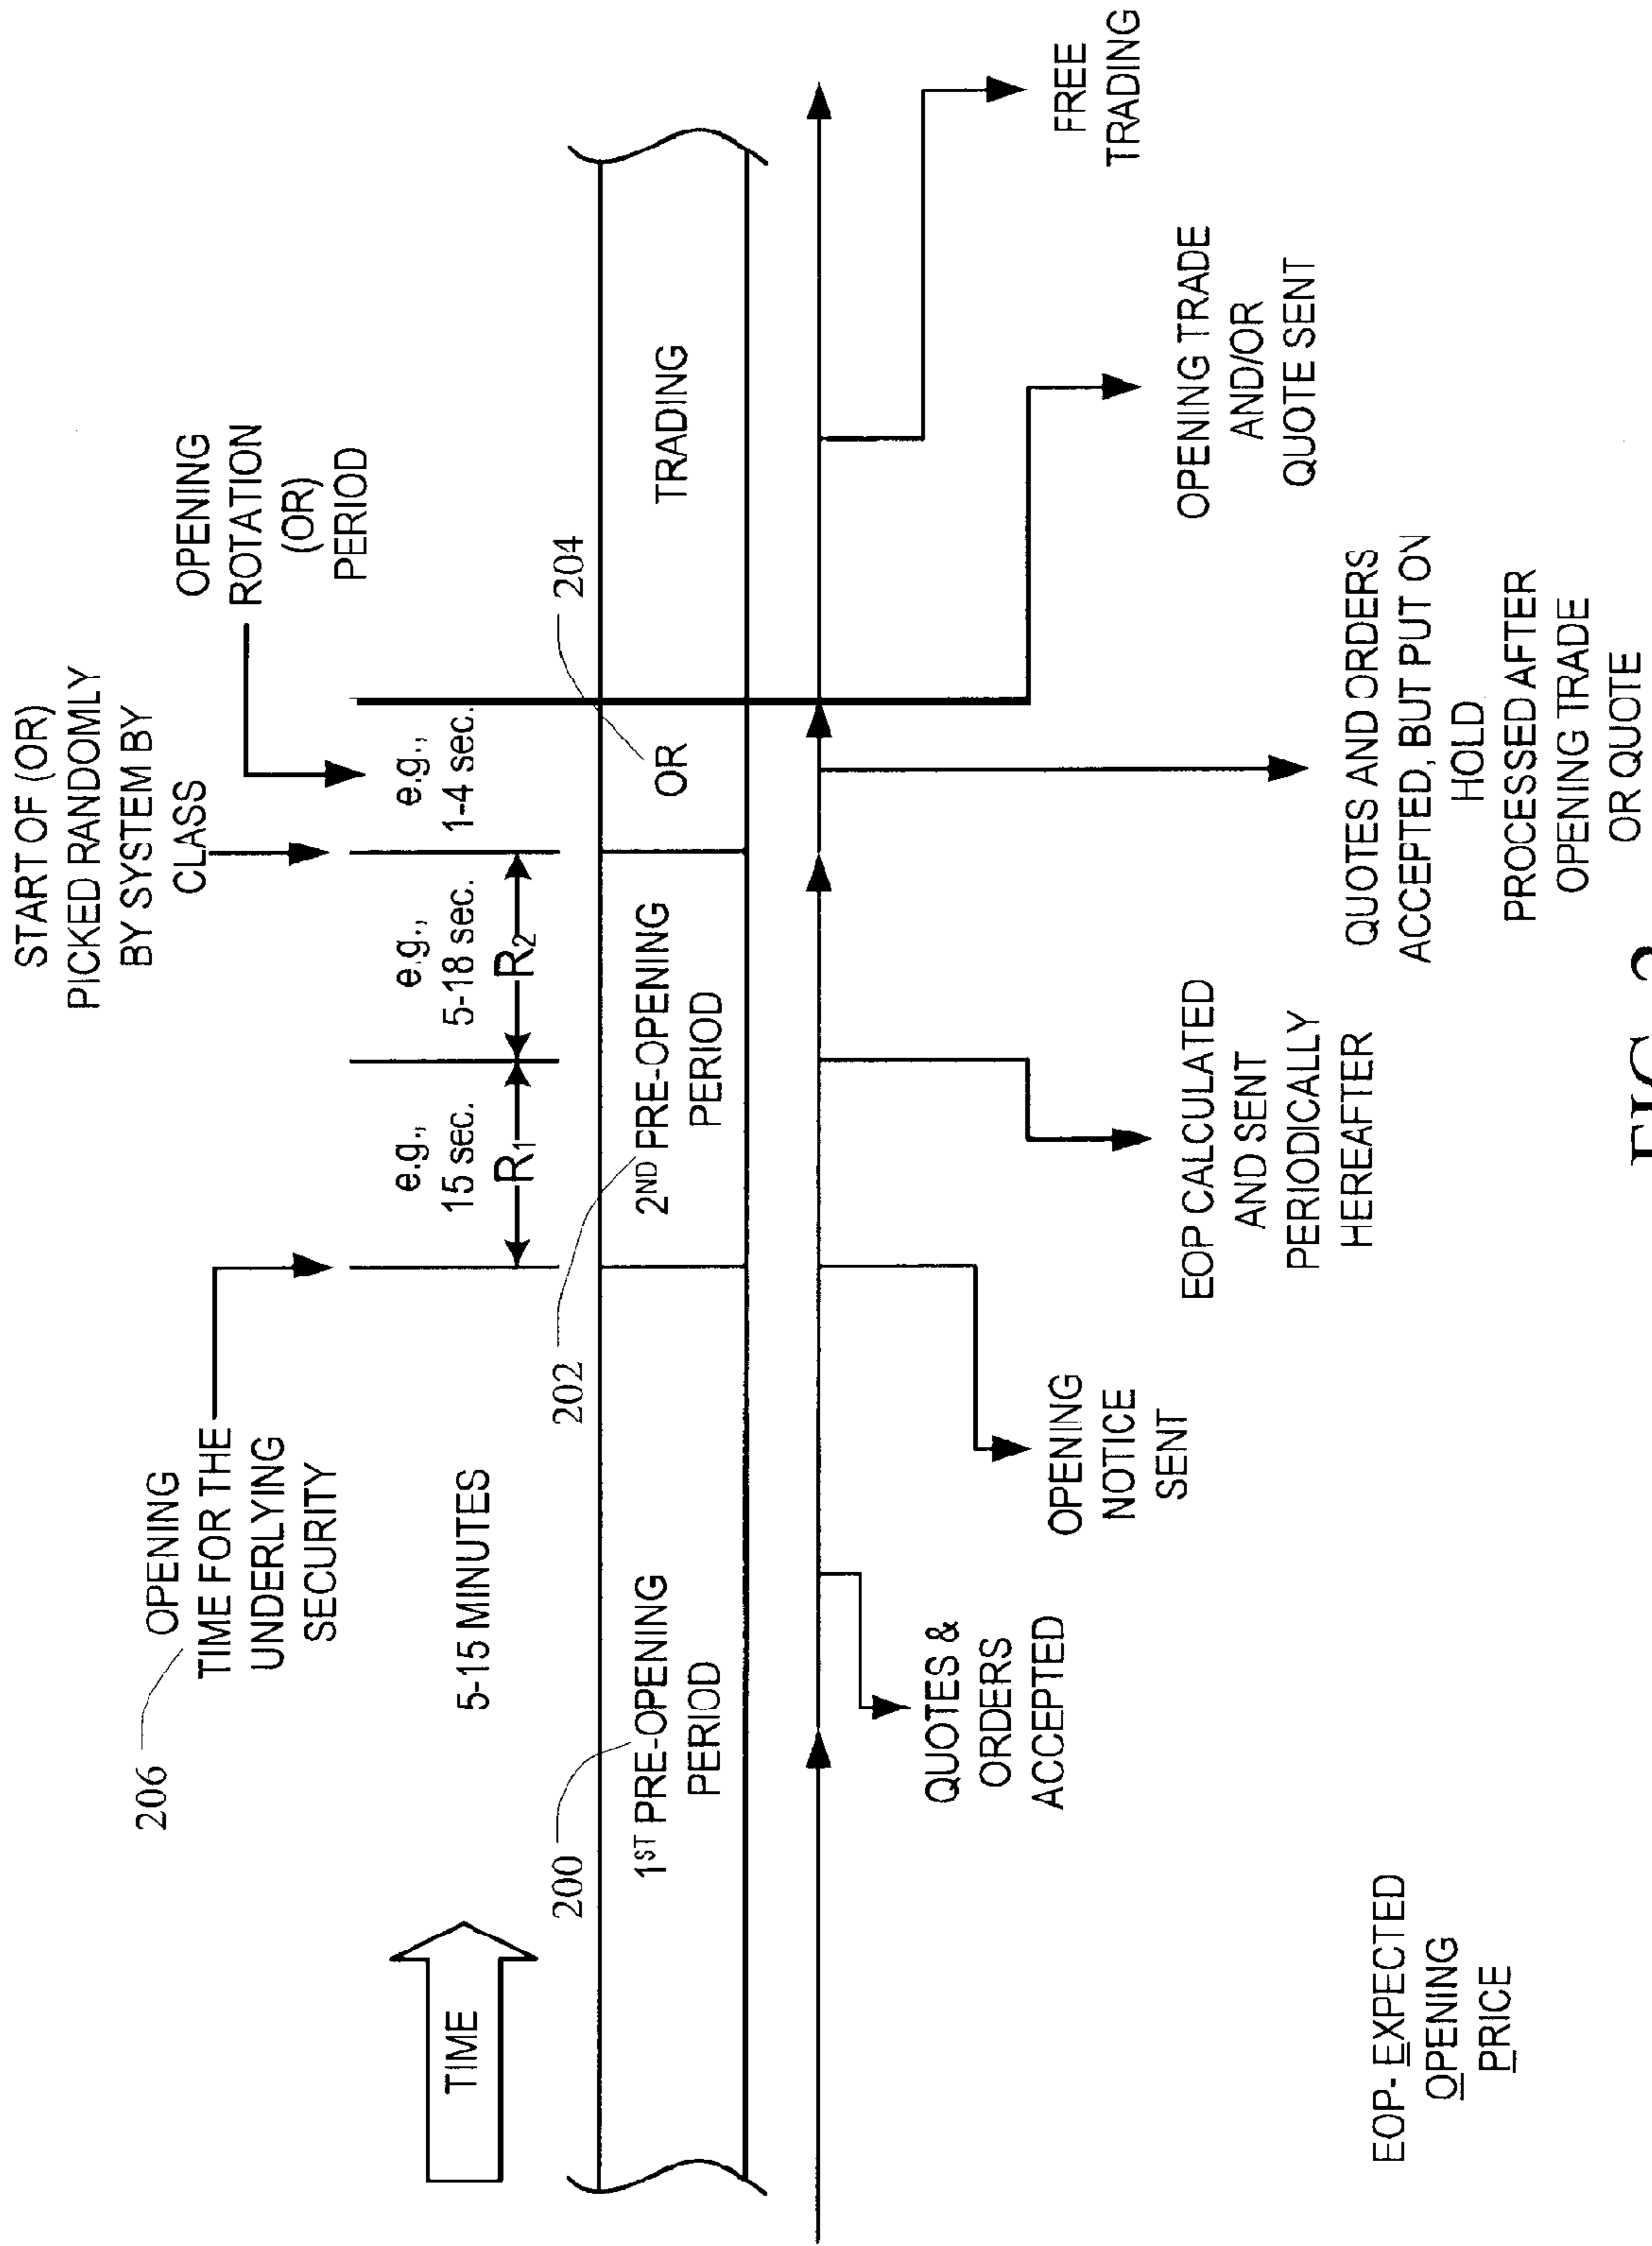 START OF (OR)
PICKED RANDOMLY
BY SYSTEM BY
CLASS
OPENING
ROTATION
(OR)
PERIOD
206
OPENING
TIME FOR THE
UNDERLYING
SECURITY
TIME
5-15 MINUTES
e.g.,
15 sec.
R1
e.g.,
5-18 sec.
R2
e.g.,
1-4 sec.
200
202
204
1ST PRE-OPENING
PERIOD
2ND PRE-OPENING
PERIOD
OR
TRADING
QUOTES &
ORDERS
ACCEPTED
OPENING
NOTICE
SENT
EOP CALCULATED
AND SENT
PERIODICALLY
HEREAFTER
QUOTES AND ORDERS
ACCEPTED, BUT PUT ON
HOLD
PROCESSED AFTER
OPENING TRADE
OR QUOTE
OPENING TRADE
AND/OR
QUOTE SENT
FREE
TRADING
EOP- EXPECTED
OPENING
PRICE